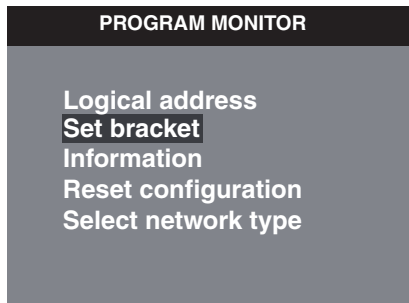 PROGRAM MONITOR
Logical address
Set bracket
Information
Reset configuration
Select network type